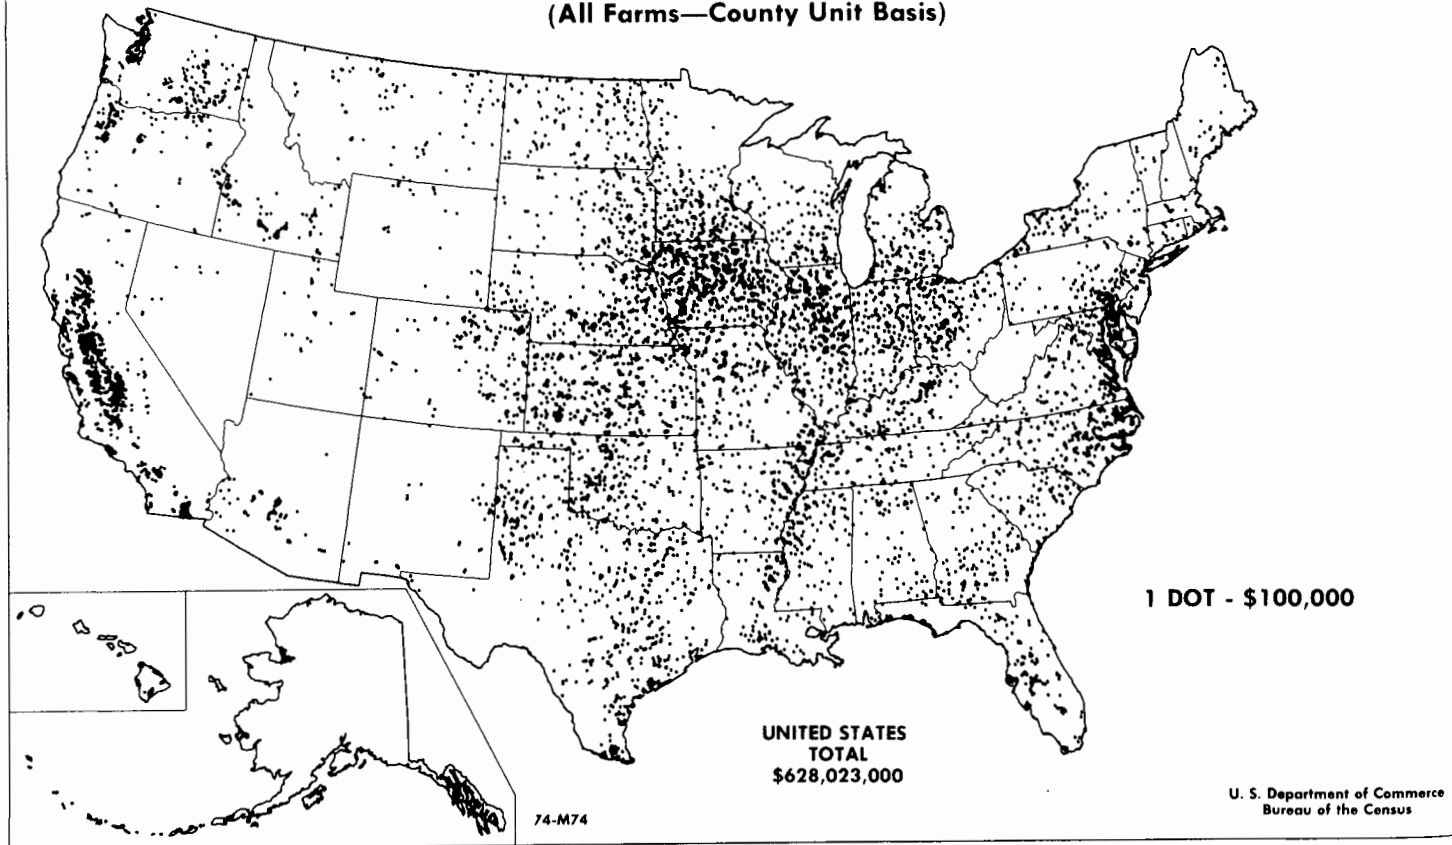 (All Farms—County Unit Basis)
1 DOT - $100,000
UNITED STATES
TOTAL
$628,023,000
U. S. Department of Commerce
Bureau of the Census
74-M74